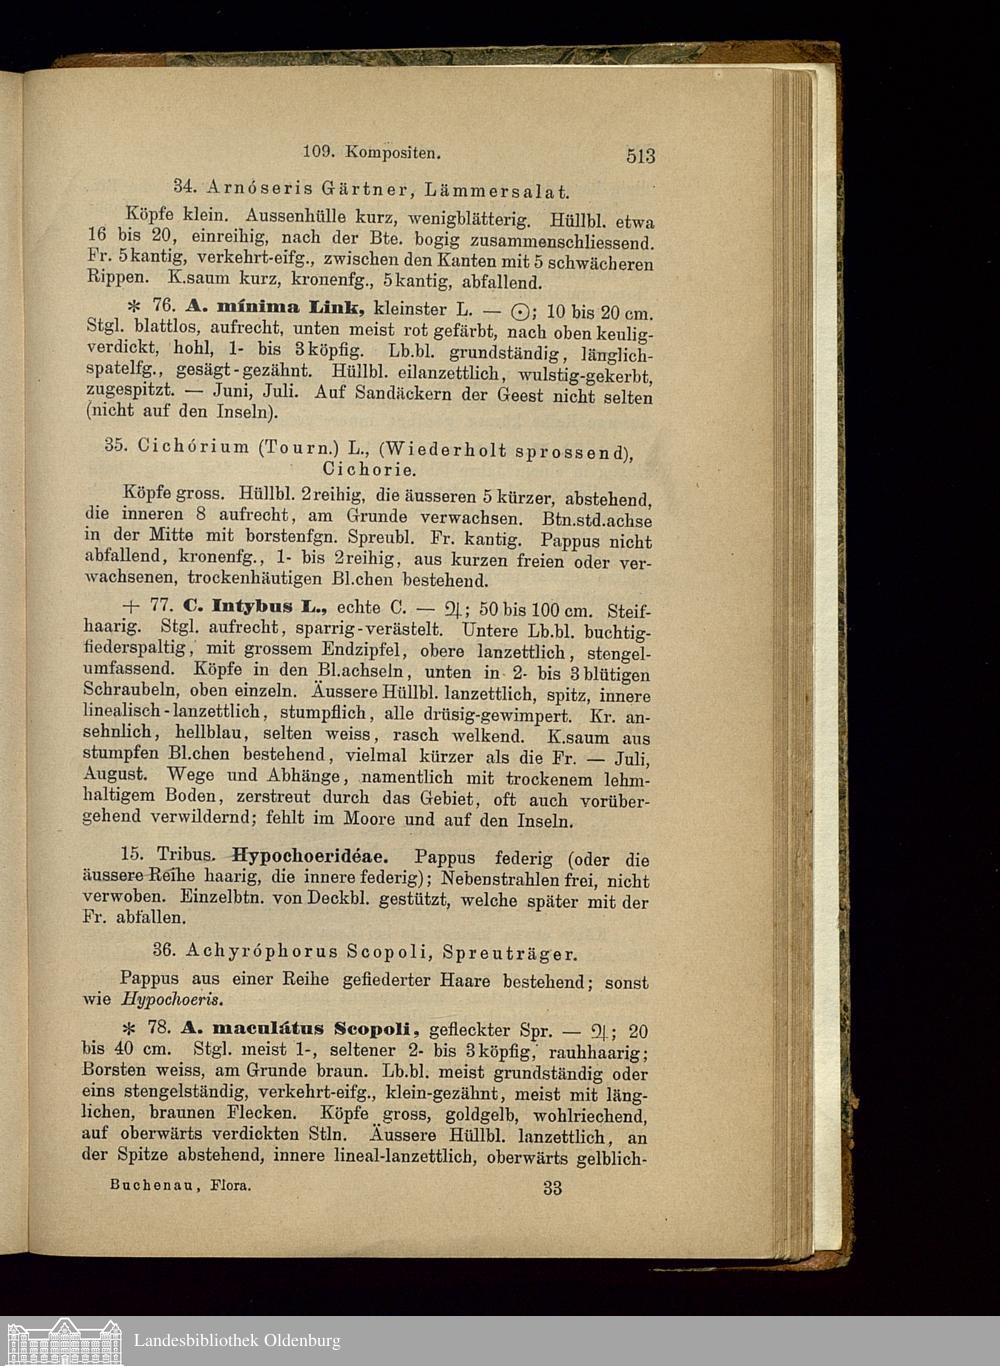 109. Kompositen.
513
34. Arnóseris Gärtner, Lämmersalat.
Köpfe klein. Aussenhülle kurz, wenigblätterig. Hüllbl. etwa
16 bis 20, einreihig, nach der Bte. bogig zusammenschliessend.
Fr. 5kantig, verkehrt-eifg., zwischen den Kanten mit 5 schwächeren
Rippen. K.saum kurz, kronenfg., 5kantig, abfallend.
* 76. A. mínima Link, kleinster L. — ☉; 10 bis 20 cm.
Stgl. blattlos, aufrecht, unten meist rot gefärbt, nach oben keulig-
verdickt, hohl, 1- bis 3köpfig. Lb.bl. grundständig, länglich-
spatelfg., gesägt-gezähnt. Hüllbl. eilanzettlich, wulstig-gekerbt,
zugespitzt. — Juni, Juli. Auf Sandäckern der Geest nicht selten
(nicht auf den Inseln).
35. Cichórium (Tourn.) L., (Wiederholt sprossend),
Cichorie.
Köpfe gross. Hüllbl. 2reihig, die äusseren 5 kürzer, abstehend,
die inneren 8 aufrecht, am Grunde verwachsen. Btn.std.achse
in der Mitte mit borstenfgn. Spreubl. Fr. kantig. Pappus nicht
abfallend, kronenfg., 1- bis 2reihig, aus kurzen freien oder ver-
wachsenen, trockenhäutigen Bl.chen bestehend.
+ 77. C. Intybus L., echte C. — ♃; 50 bis 100 cm. Steif-
haarig. Stgl. aufrecht, sparrig-verästelt. Untere Lb.bl. buchtig-
fiederspaltig, mit grossem Endzipfel, obere lanzettlich, stengel-
umfassend. Köpfe in den Bl.achseln, unten in 2- bis 3blütigen
Schraubeln, oben einzeln. Äussere Hüllbl. lanzettlich, spitz, innere
linealisch-lanzettlich, stumpflich, alle drüsig-gewimpert. Kr. an-
sehnlich, hellblau, selten weiss, rasch welkend. K.saum aus
stumpfen Bl.chen bestehend, vielmal kürzer als die Fr. — Juli,
August. Wege und Abhänge, namentlich mit trockenem lehm-
haltigem Boden, zerstreut durch das Gebiet, oft auch vorüber-
gehend verwildernd; fehlt im Moore und auf den Inseln.
15. Tribus. Hypochoeridéae. Pappus federig (oder die
äussere Reihe haarig, die innere federig); Nebenstrahlen frei, nicht
verwoben. Einzelbtn. von Deckbl. gestützt, welche später mit der
Fr. abfallen.
36. Achyróphorus Scopoli, Spreuträger.
Pappus aus einer Reihe gefiederter Haare bestehend; sonst
wie Hypochoeris.
* 78. A. maculátus Scopoli, gefleckter Spr. — ♃; 20
bis 40 cm. Stgl. meist 1-, seltener 2- bis 3köpfig, rauhhaarig;
Borsten weiss, am Grunde braun. Lb.bl. meist grundständig oder
eins stengelständig, verkehrt-eifg., klein-gezähnt, meist mit läng-
lichen, braunen Flecken. Köpfe gross, goldgelb, wohlriechend,
auf oberwärts verdickten Stln. Äussere Hüllbl. lanzettlich, an
der Spitze abstehend, innere lineal-lanzettlich, oberwärts gelblich-
Buchenau, Flora.
33
Landesbibliothek Oldenburg